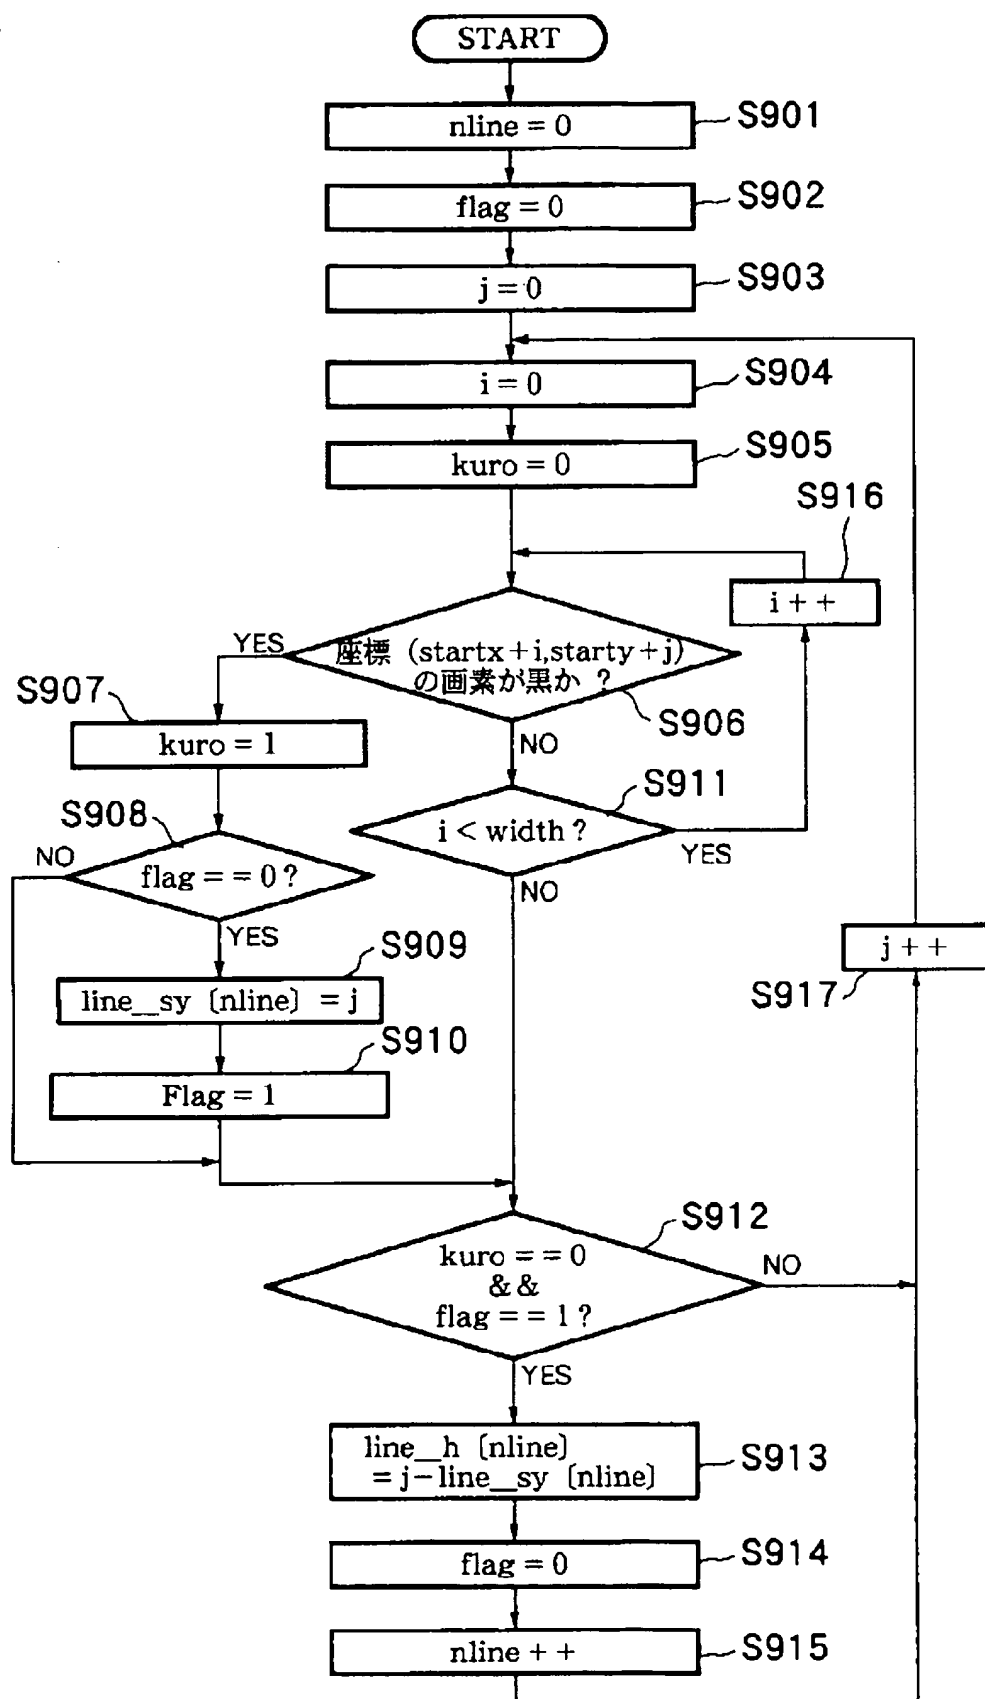 START
nline = 0
S901
flag = 0
S902
j = 0
S903
i = 0
S904
kuro = 0
S905
S916
i + +
YES
座標 (startx + i,starty + j)
の画素が黒か ?
S906
S907
kuro = 1
NO
S911
i < width ?
YES
NO
S908
NO
flag = = 0 ?
YES
S909
line__sy〔nline〕= j
S910
Flag = 1
j + +
S917
S912
kuro = = 0
& &
flag = = 1 ?
NO
YES
line__h〔nline〕
= j−line__sy〔nline〕
S913
flag = 0
S914
nline + +
S915